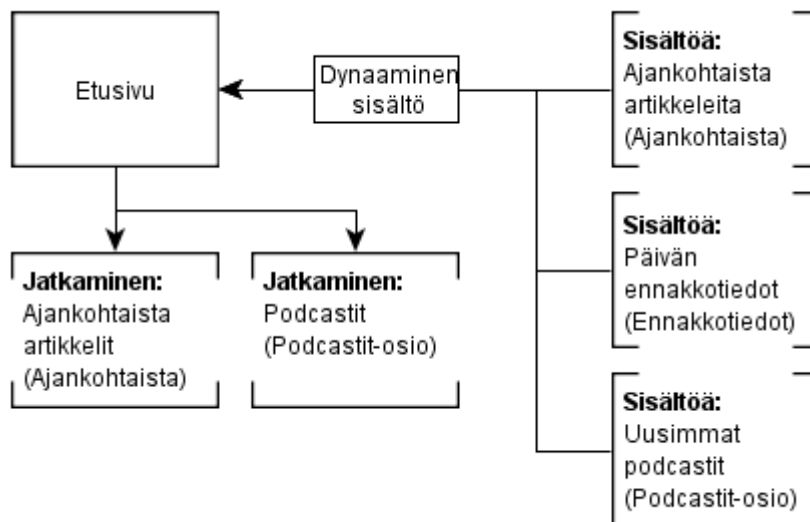 Etusivu
Dynaaminen
sisältö
Sisältöä:
Ajankohtaista
artikkeleita
(Ajankohtaista)
Sisältöä:
Päivän
ennakkotiedot
(Ennakkotiedot)
Sisältöä:
Uusimmat
podcastit
(Podcastit-osio)
Jatkaminen:
Ajankohtaista
artikkelit
(Ajankohtaista)
Jatkaminen:
Podcastit
(Podcastit-osio)